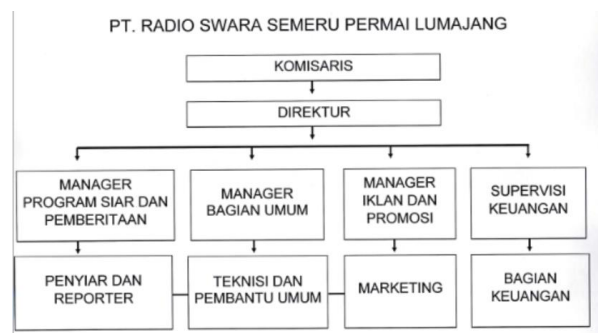 PT. RADIO SWARA SEMERU PERMAI LUMAJANG
KOMISARIS
DIREKTUR
MANAGER
PROGRAM SIAR DAN
PEMBERITAAN
MANAGER
BAGIAN UMUM
MANAGER
IKLAN DAN
PROMOSI
SUPERVISI
KEUANGAN
PENYIAR DAN
REPORTER
TEKNISI DAN
PEMBANTU UMUM
MARKETING
BAGIAN
KEUANGAN